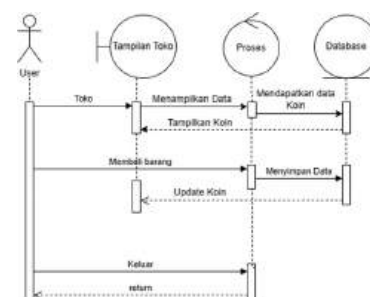 Tampilan Toko
Proses
Database
User
Toko
Menampilkan Data
Mendapatkan data
Koin
Tampilkan Koin
Membeli barang
Menyimpan Data
Update Koin
Keluar
return